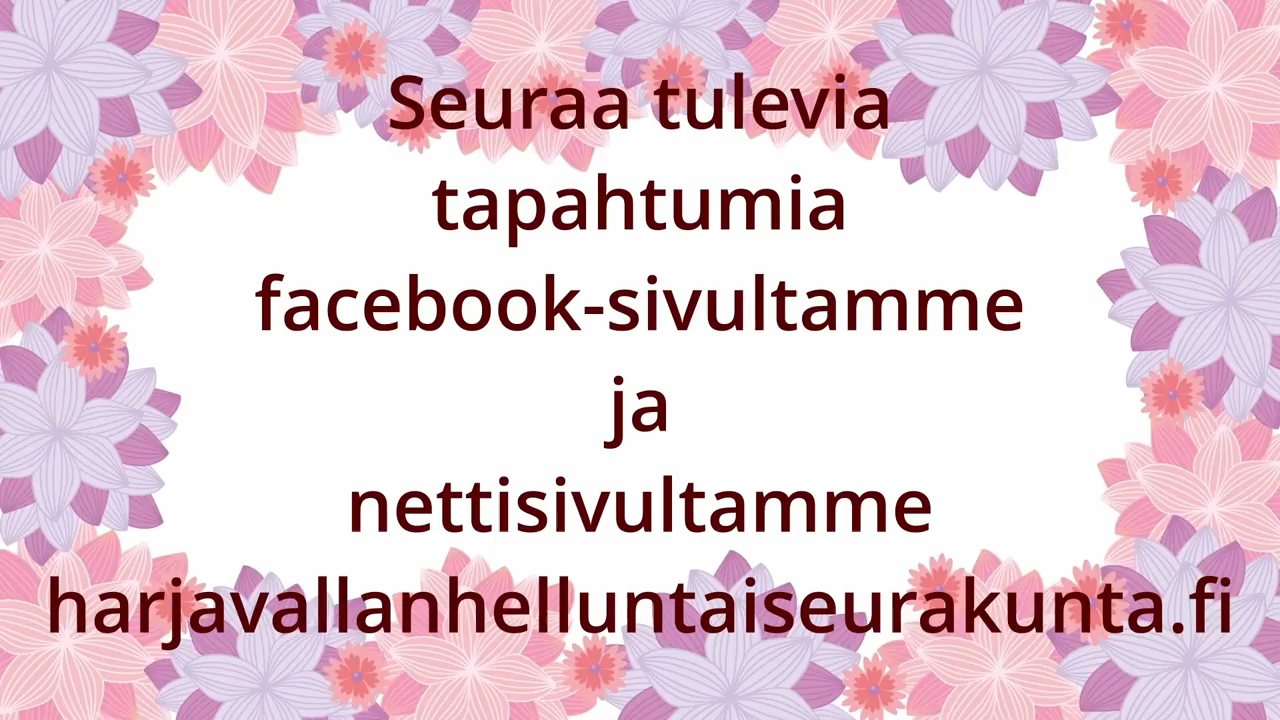 Seuraa tulevia
tapahtumia
facebook-sivultamme
ja
nettisivultamme
harjavallanhelluntaiseurakunta.fi